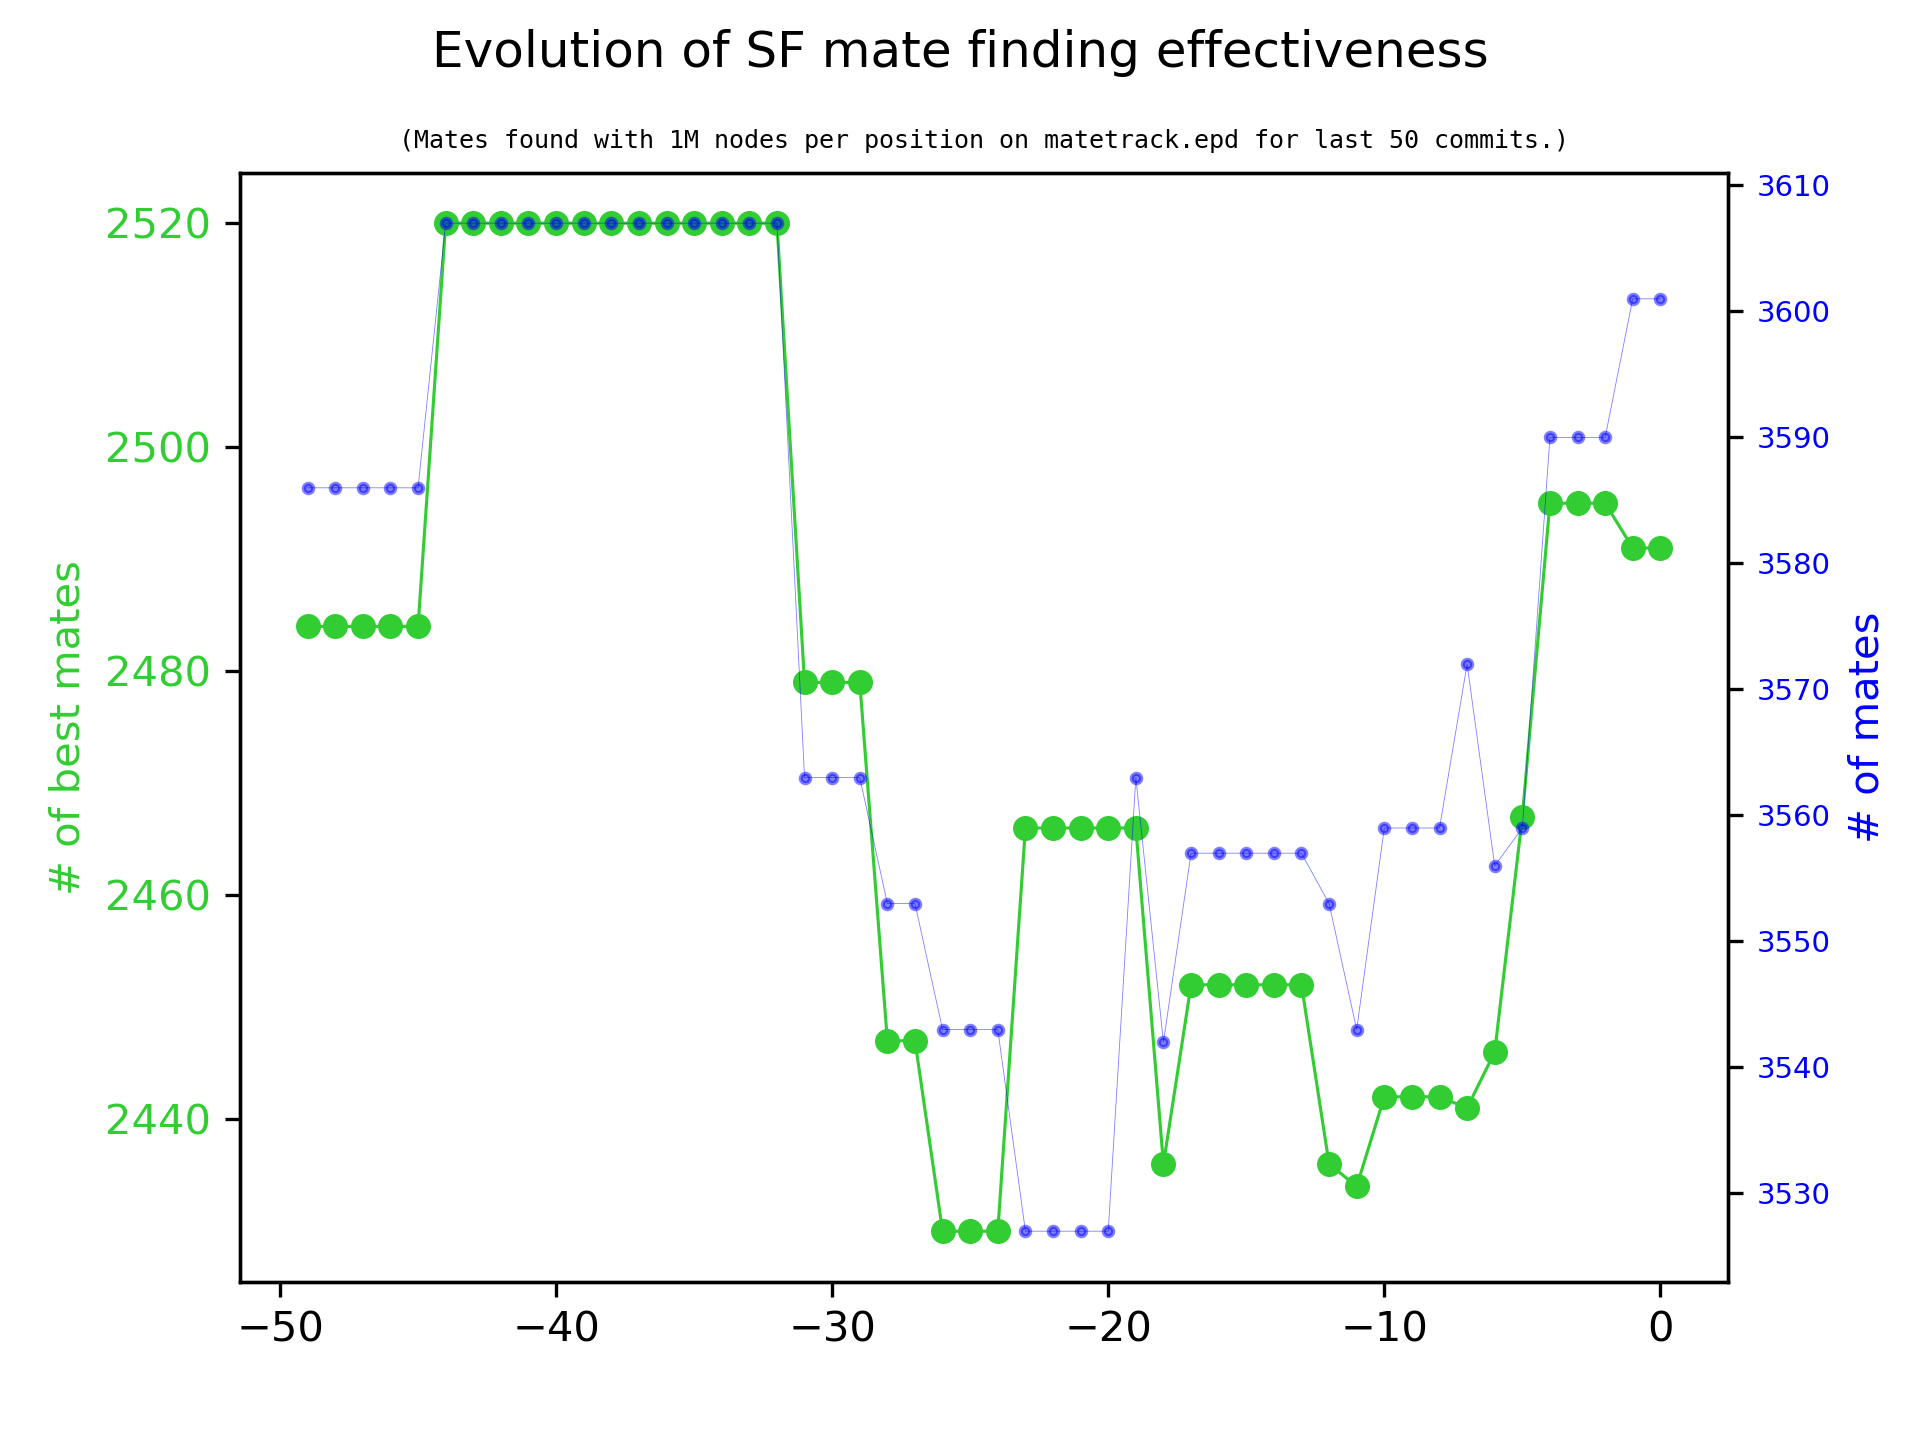 Evolution of SF mate finding effectiveness
(Mates found with 1M nodes per position on matetrack.epd for last 50 commits.)
# of best mates
2520
2500
2480
2460
2440
3610
3600
3590
3580
3570
3560
3550
3540
3530
# of mates
−50 −40 −30 −20 −10 0